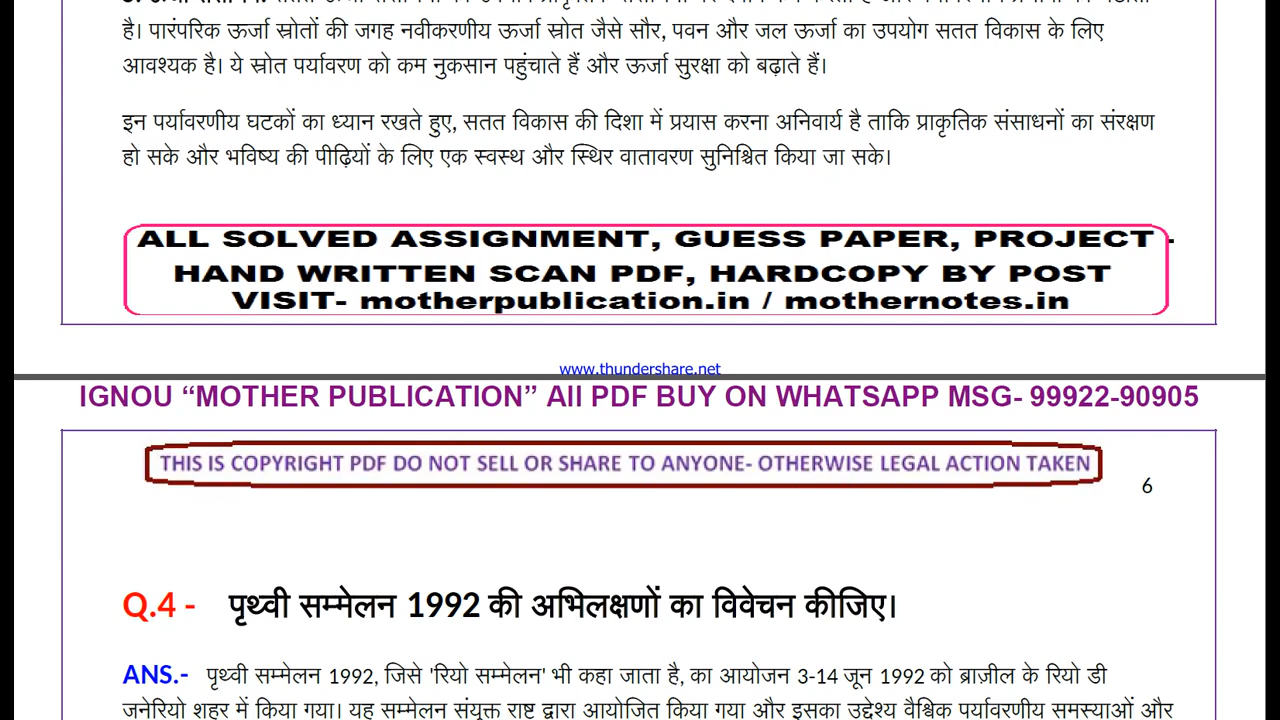 है। पारंपरिक ऊर्जा स्रोतों की जगह नवीकरणीय ऊर्जा स्रोत जैसे सौर, पवन और जल ऊर्जा का उपयोग सतत विकास के लिए
आवश्यक है। ये स्रोत पर्यावरण को कम नुकसान पहुंचाते हैं और ऊर्जा सुरक्षा को बढ़ाते हैं।
इन पर्यावरणीय घटकों का ध्यान रखते हुए, सतत विकास की दिशा में प्रयास करना अनिवार्य है ताकि प्राकृतिक संसाधनों का संरक्षण
हो सके और भविष्य की पीढ़ियों के लिए एक स्वस्थ और स्थिर वातावरण सुनिश्चित किया जा सके।
ALL SOLVED ASSIGNMENT, GUESS PAPER, PROJECT -
HAND WRITTEN SCAN PDF, HARDCOPY BY POST
VISIT- motherpublication.in / mothernotes.in
www.thundershare.net
IGNOU “MOTHER PUBLICATION” All PDF BUY ON WHATSAPP MSG- 99922-90905
THIS IS COPYRIGHT PDF DO NOT SELL OR SHARE TO ANYONE- OTHERWISE LEGAL ACTION TAKEN
6
Q.4 - पृथ्वी सम्मेलन 1992 की अभिलक्षणों का विवेचन कीजिए।
ANS.- पृथ्वी सम्मेलन 1992, जिसे 'रियो सम्मेलन' भी कहा जाता है, का आयोजन 3-14 जून 1992 को ब्राज़ील के रियो डी
जनेरियो शहर में किया गया। यह सम्मेलन संयुक्त राष्ट्र द्वारा आयोजित किया गया और इसका उद्देश्य वैश्विक पर्यावरणीय समस्याओं और